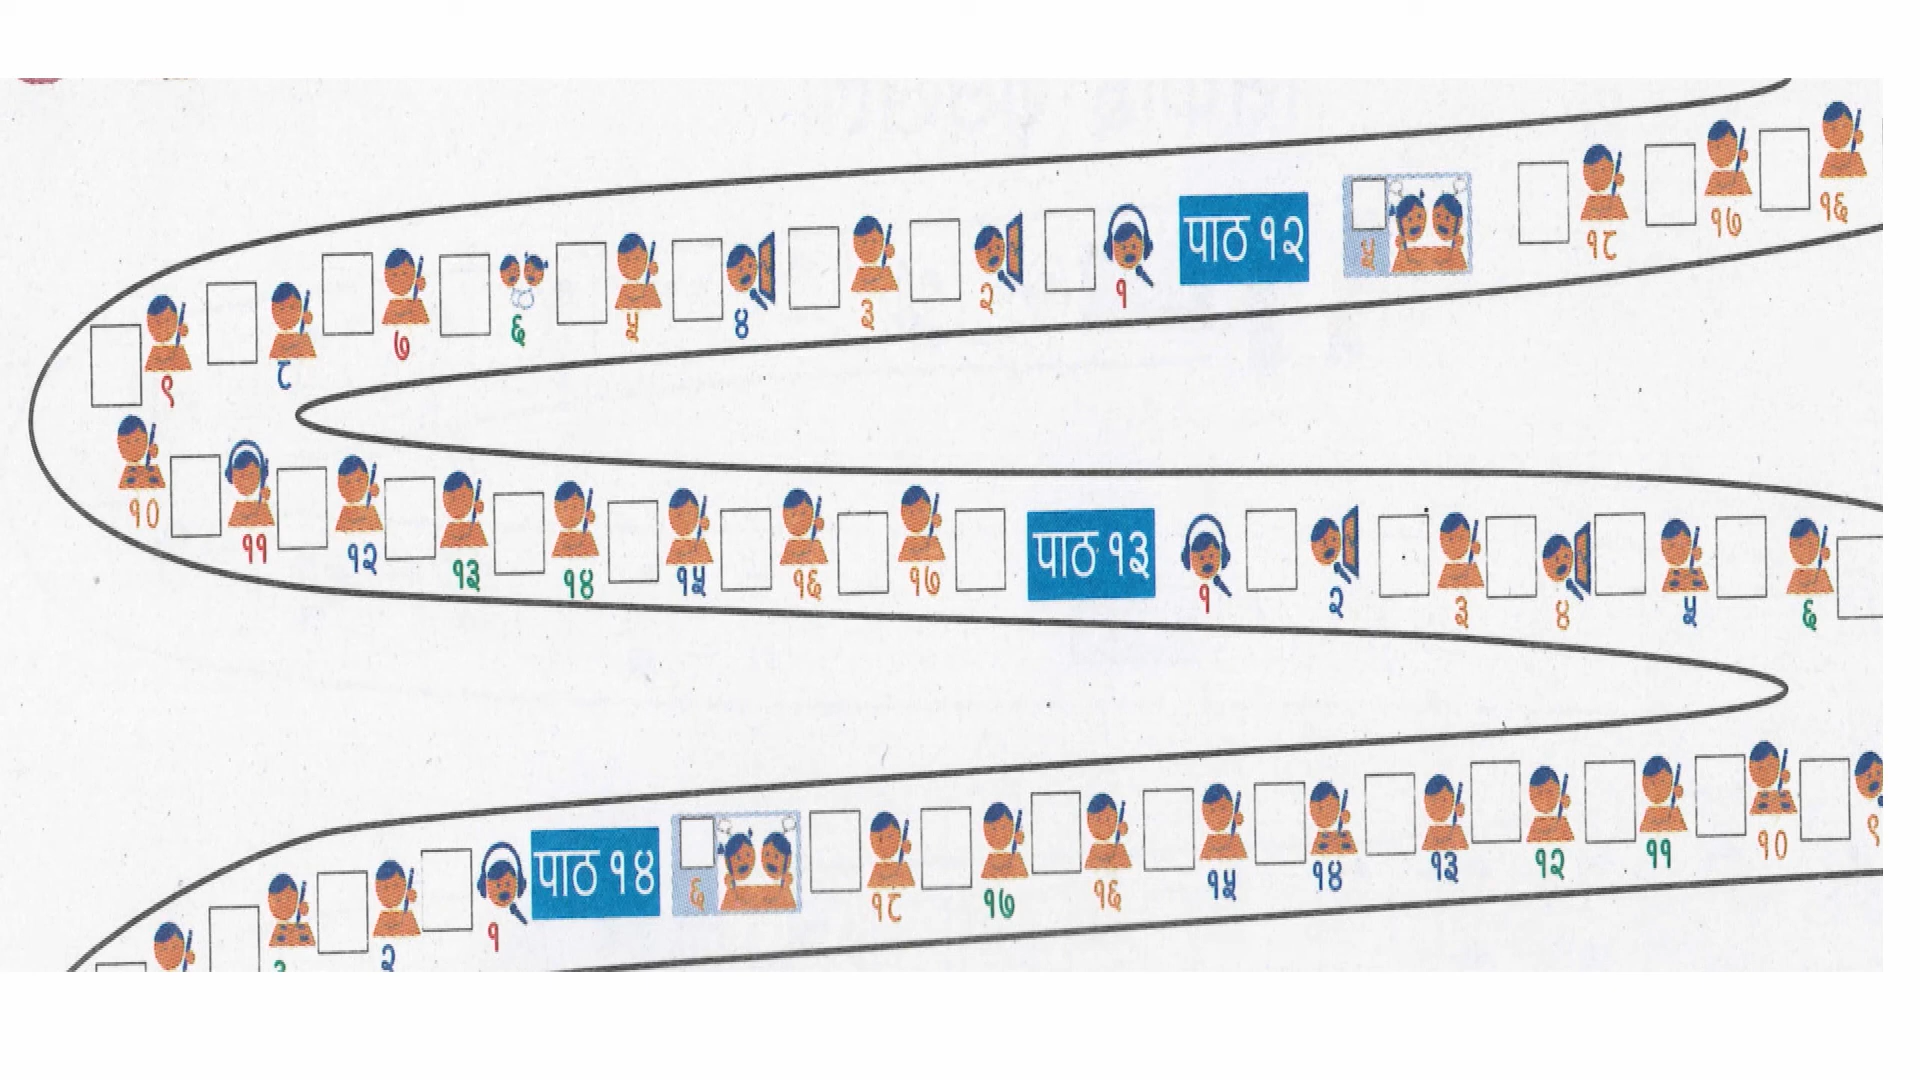 १८ १७ १६
पाठ १२ ५
९ ८ ७ ६ ५ ४ ३ २ १
१० ११ १२ १३ १४ १५ १६ १७
पाठ १३ १ २ ३ ४ ५ ६
पाठ १४ ६ १८ १७ १६ १५ १४ १३ १२ ११ १० ९
३ २ १